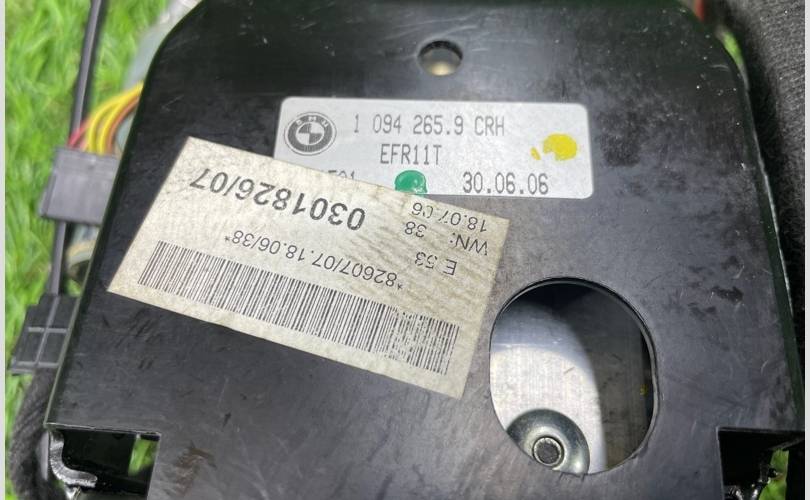 BMW
1 094 265.9 CRH
EFR11T
30.06.06
0301826/07
18.07.06
WN: 38
E 53
*82607/07.18.06/38*